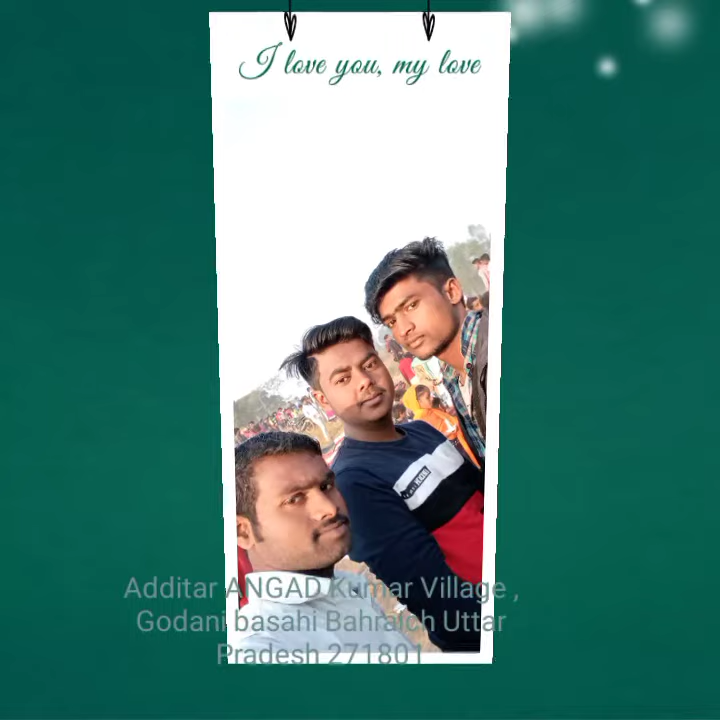 I love you, my love
Additar ANGAD Kumar Village ,
Godani basahi Bahraich Uttar
Pradesh 271801